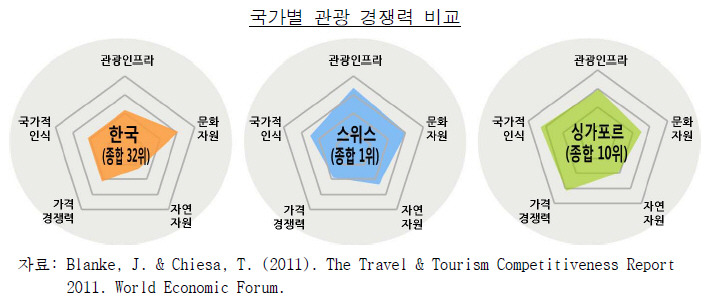 국가별 관광 경쟁력 비교
관광인프라
문화
자원
자연
자원
가격
경쟁력
국가적
인식
한국
(종합 32위)
관광인프라
문화
자원
자연
자원
가격
경쟁력
국가적
인식
스위스
(종합 1위)
관광인프라
문화
자원
자연
자원
가격
경쟁력
국가적
인식
싱가포르
(종합 10위)
자료: Blanke, J. & Chiesa, T. (2011). The Travel & Tourism Competitiveness Report
2011. World Economic Forum.